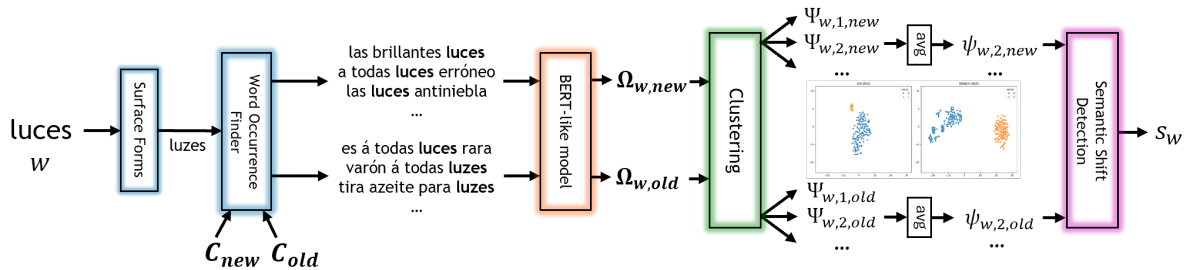 luces
w
Surface Forms
luzes
Word Occurrence
Finder
C_new
C_old
las brillantes luces
a todas luces erróneo
las luces antiniebla
...
es á todas luces rara
varón á todas luzes
tira azeite para luzes
...
BERT-like model
Ω_w,new
Ω_w,old
Clustering
Ψ_w,1,new
Ψ_w,2,new
...
avg
ψ_w,2,new
...
Ψ_w,1,old
Ψ_w,2,old
...
avg
ψ_w,2,old
...
Semantic Shift
Detection
s_w